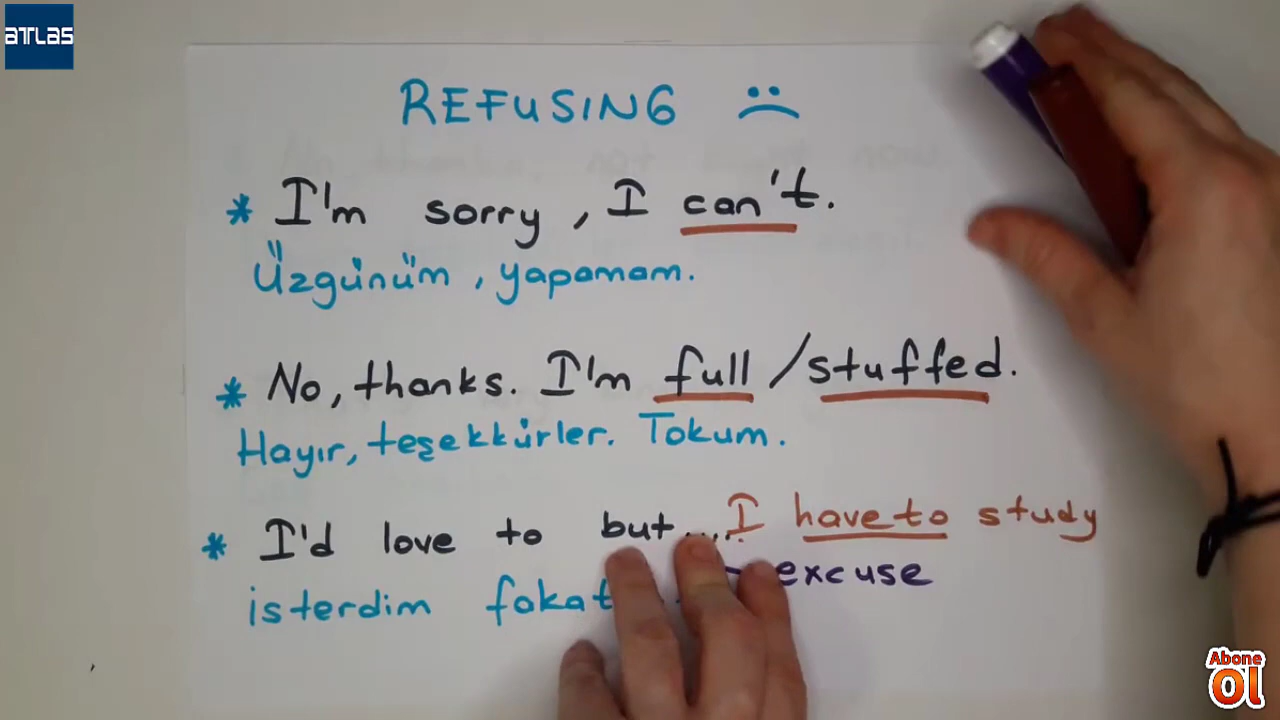 ATLAS
REFUSING
* I'm sorry, I can't.
Üzgünüm, yapamam.
* No, thanks. I'm full / stuffed.
Hayır, teşekkürler. Tokum.
* I'd love to but.... I have to study
excuse
isterdim fakat
Abone
Ol